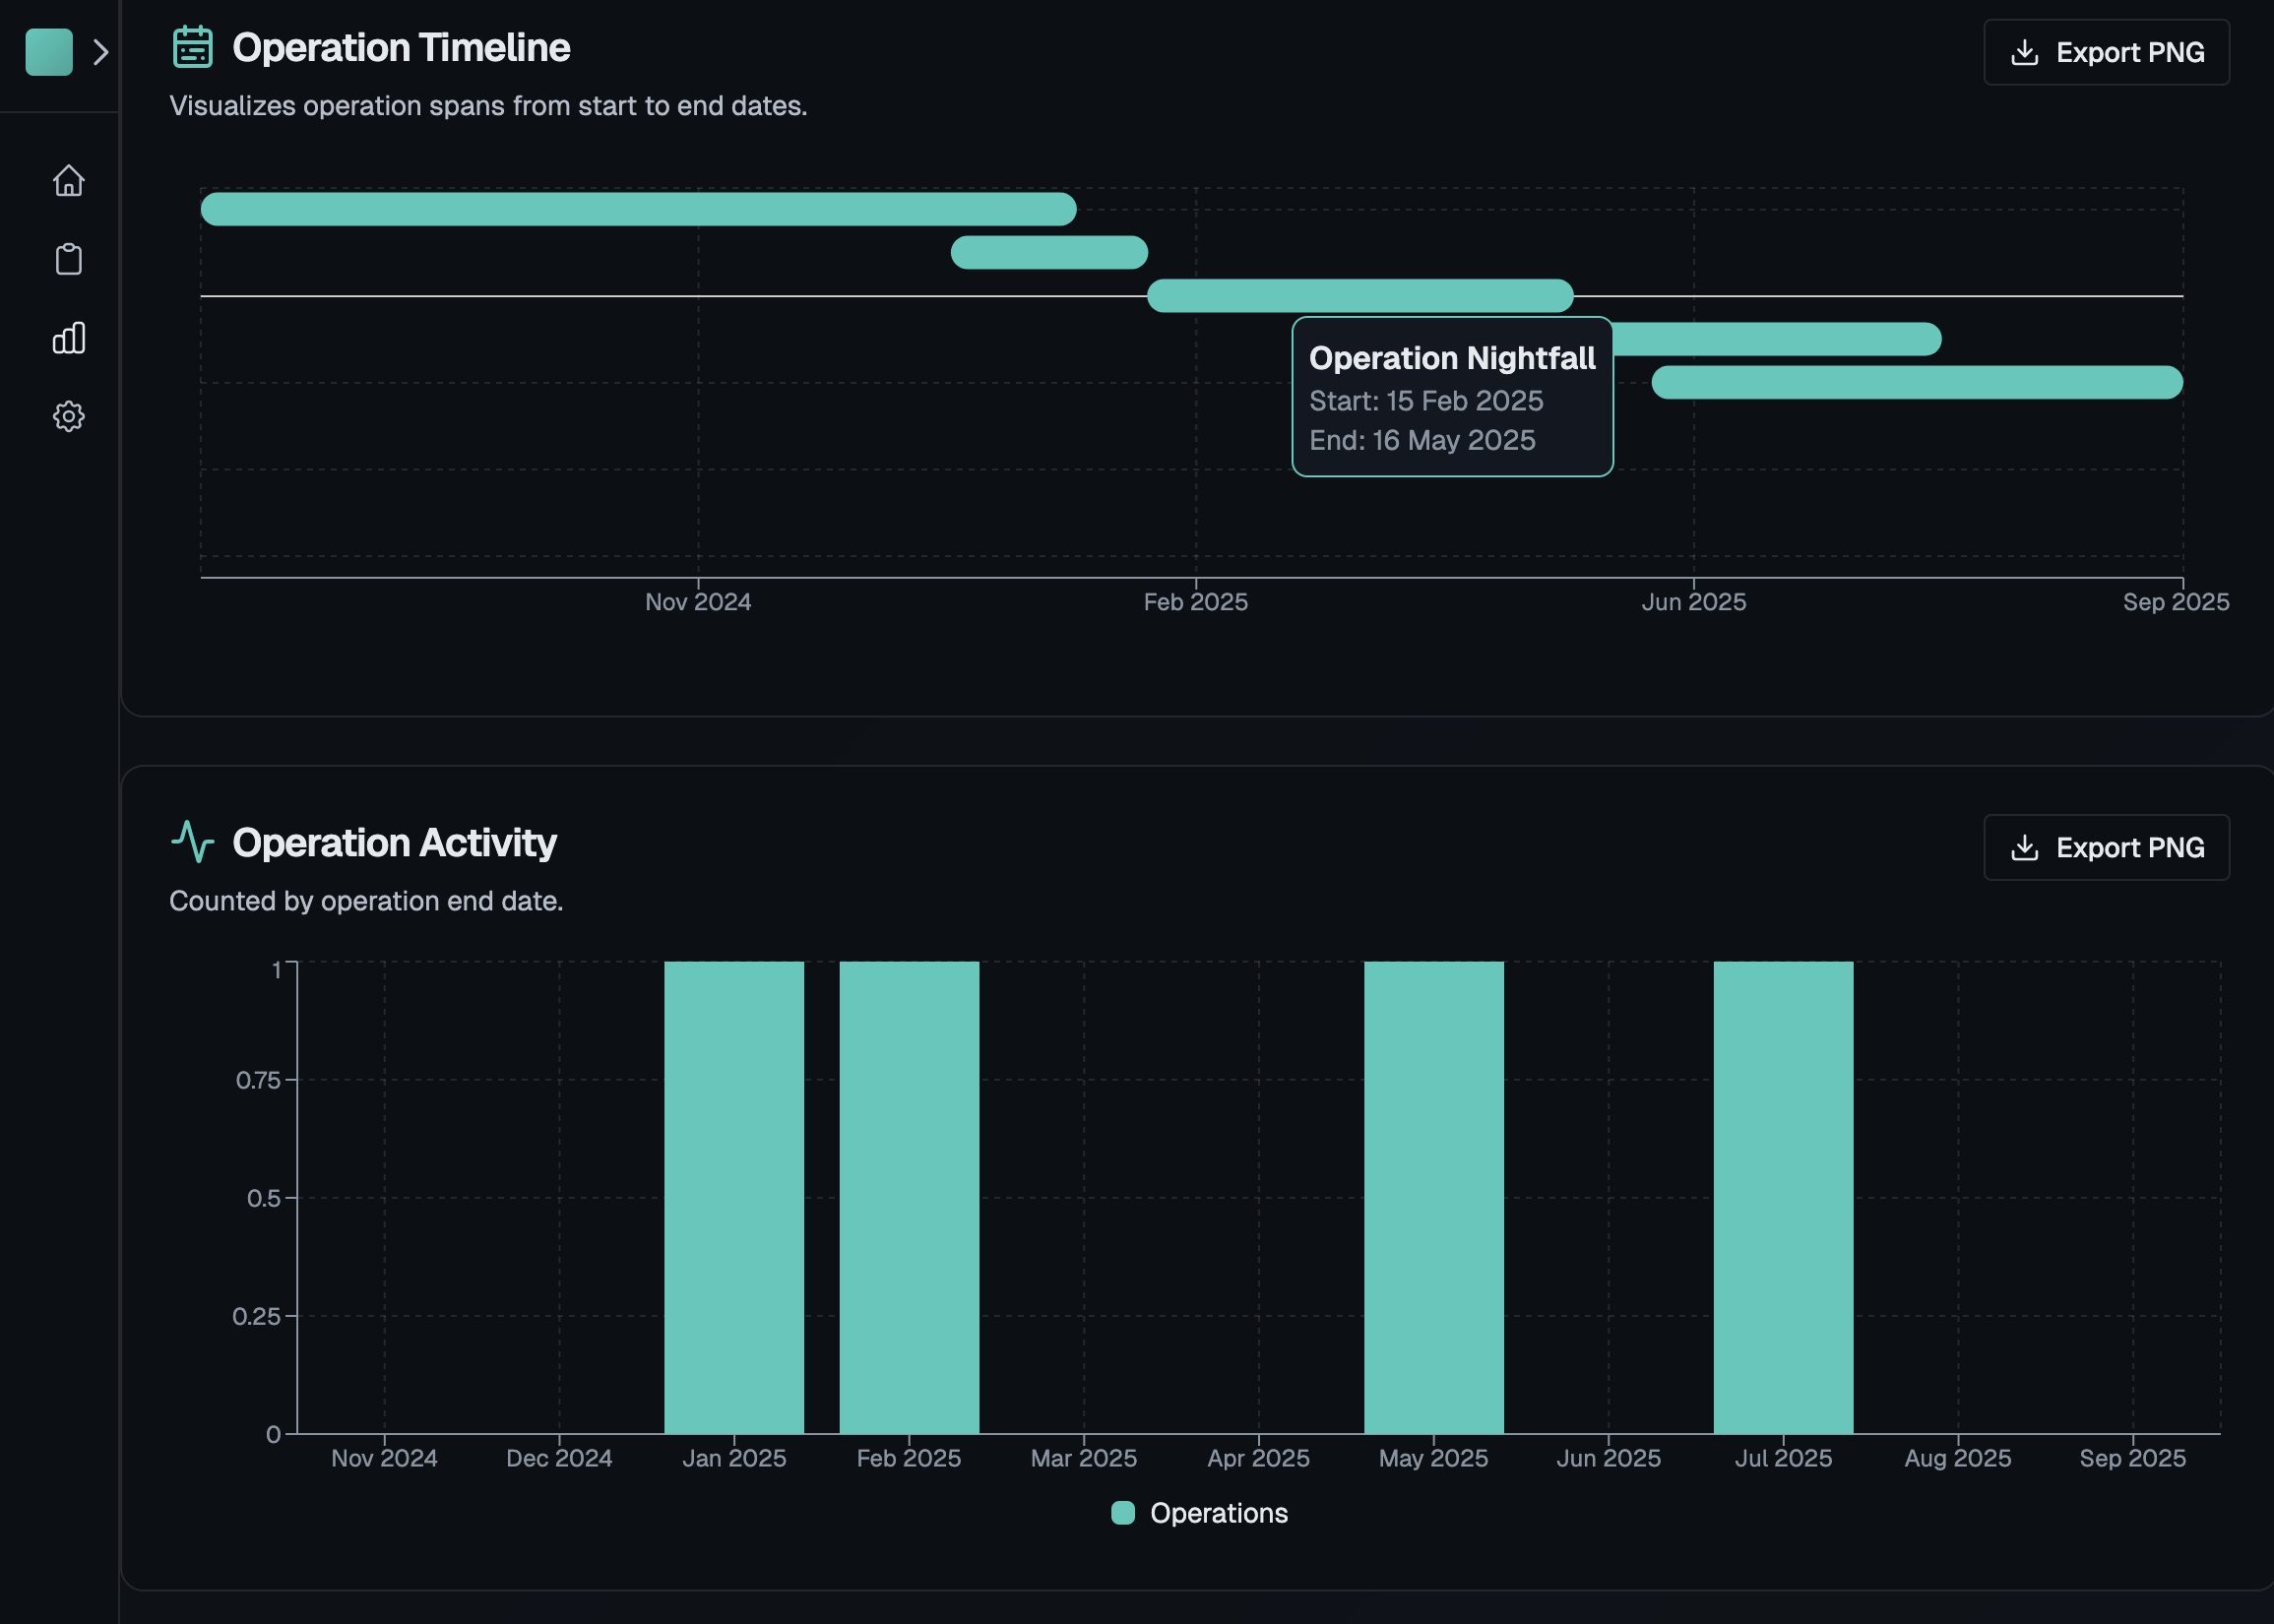 Operation Timeline
Export PNG
Visualizes operation spans from start to end dates.
Operation Nightfall
Start: 15 Feb 2025
End: 16 May 2025
Nov 2024
Feb 2025
Jun 2025
Sep 2025
Operation Activity
Export PNG
Counted by operation end date.
1
0.75
0.5
0.25
0
Nov 2024
Dec 2024
Jan 2025
Feb 2025
Mar 2025
Apr 2025
May 2025
Jun 2025
Jul 2025
Aug 2025
Sep 2025
Operations